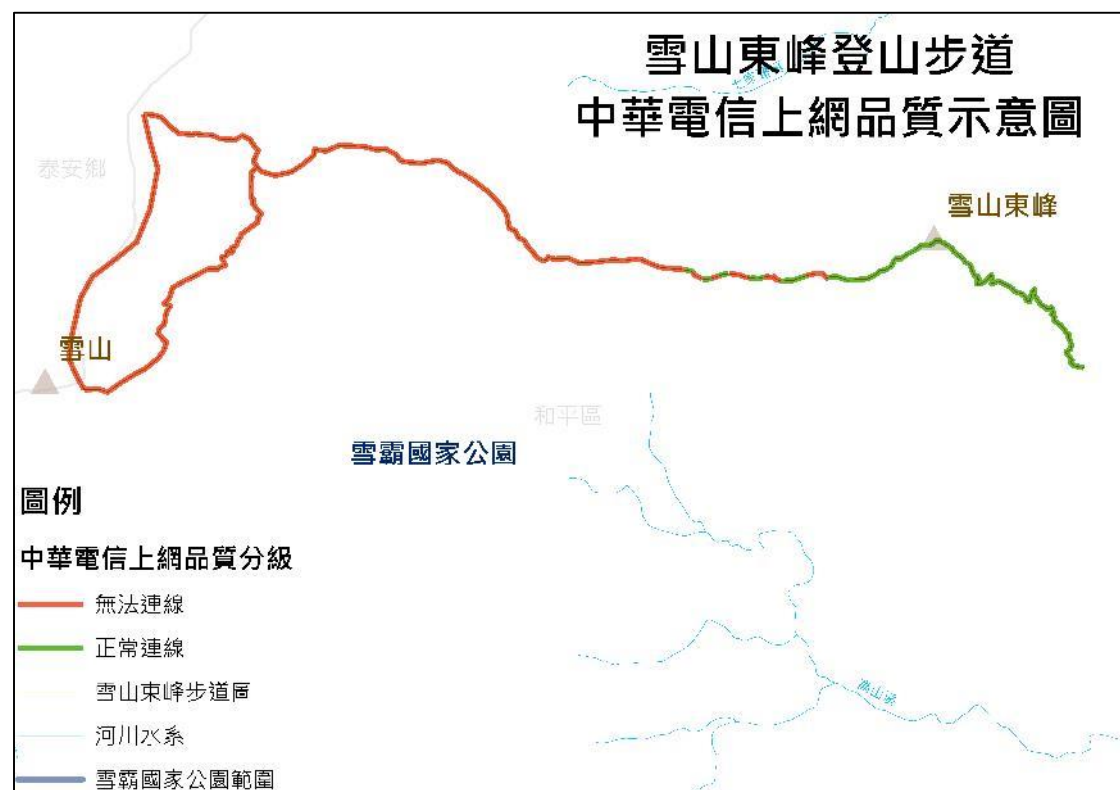 雪山東峰登山步道
中華電信上網品質示意圖
泰安鄉
雪山東峰
雪山
和平區
雪霸國家公園
圖例
中華電信上網品質分級
無法連線
正常連線
雪山東峰步道圖
河川水系
雪霸國家公園範圍